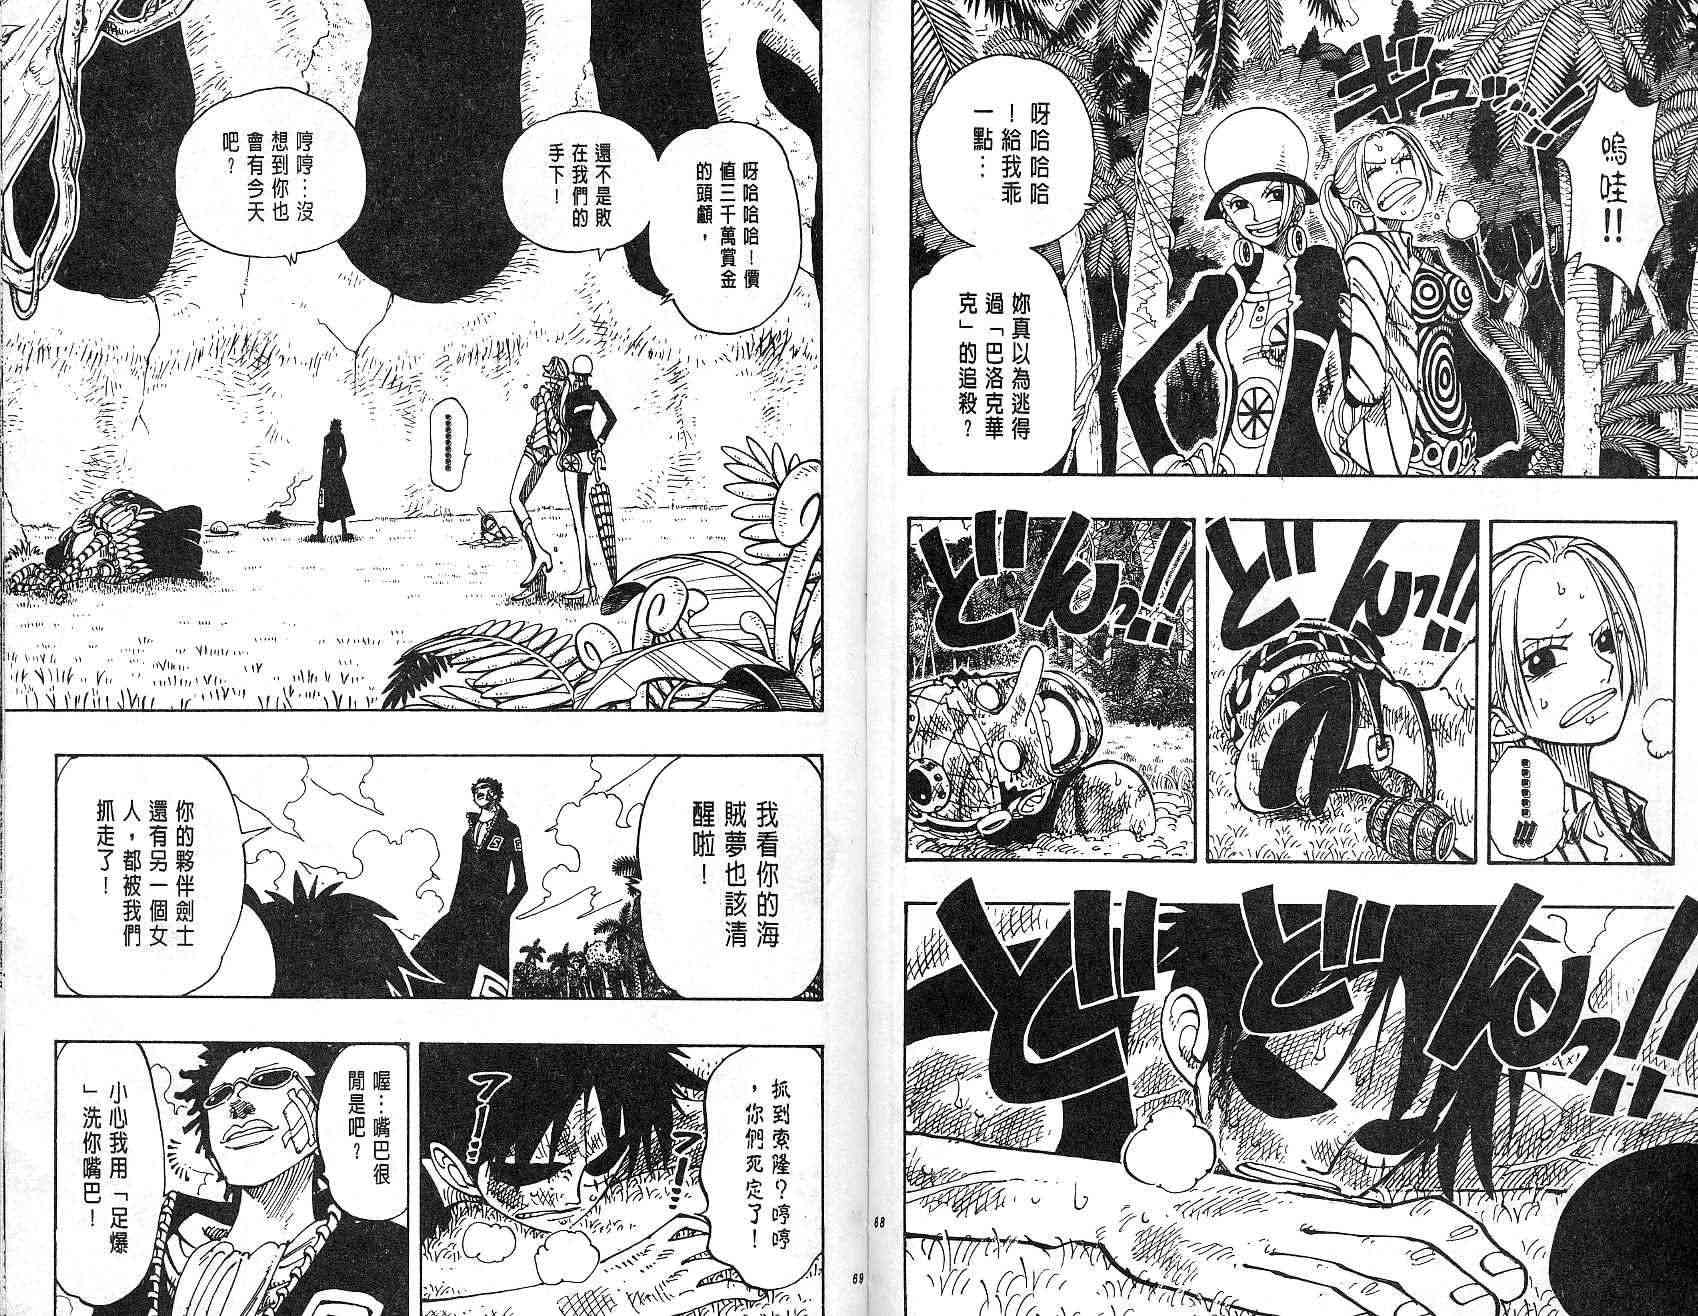 嗚哇!!
ギュッ…!!
呀哈哈哈
!給我乖
一點…
妳真以為逃得
過「巴洛克華
克」的追殺?
…………!!!
どんっ!!
どんっ!!
どどんっ!!
68
呀哈哈哈!價
值三千萬賞金
的頭顱,
還不是敗
在我們的
手下!
哼哼…沒
想到你也
會有今天
吧?
…………
我看你的海
賊夢也該清
醒啦!
你的夥伴劍士
還有另一個女
人,都被我們
抓走了!
抓到索隆?哼哼
,你們死定了!
フー…
フー…
喔…嘴巴很
閒是吧?
小心我用「足爆
」洗你嘴巴!
69